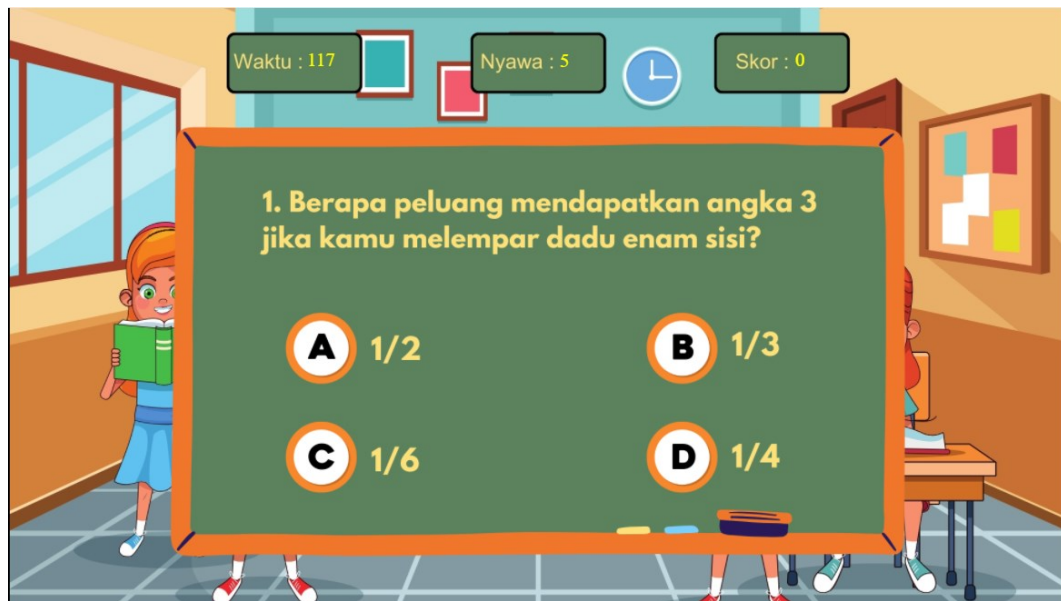 Waktu : 117
Nyawa : 5
Skor : 0
1. Berapa peluang mendapatkan angka 3
jika kamu melempar dadu enam sisi?
A 1/2
B 1/3
C 1/6
D 1/4